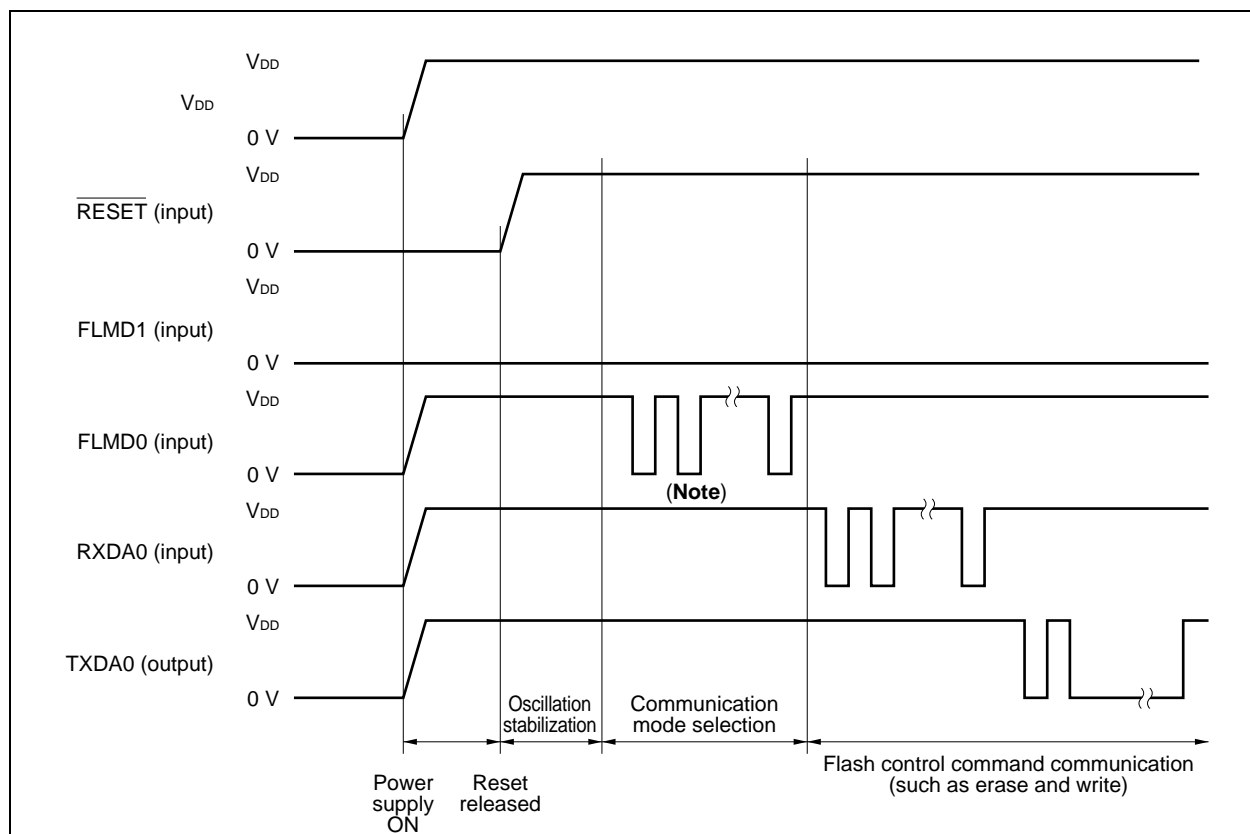 VDD
VDD
0 V
VDD
RESET (input)
0 V
VDD
FLMD1 (input)
0 V
VDD
FLMD0 (input)
0 V
(Note)
VDD
RXDA0 (input)
0 V
VDD
TXDA0 (output)
0 V
Oscillation
stabilization
Communication
mode selection
Power
supply
ON
Reset
released
Flash control command communication
(such as erase and write)